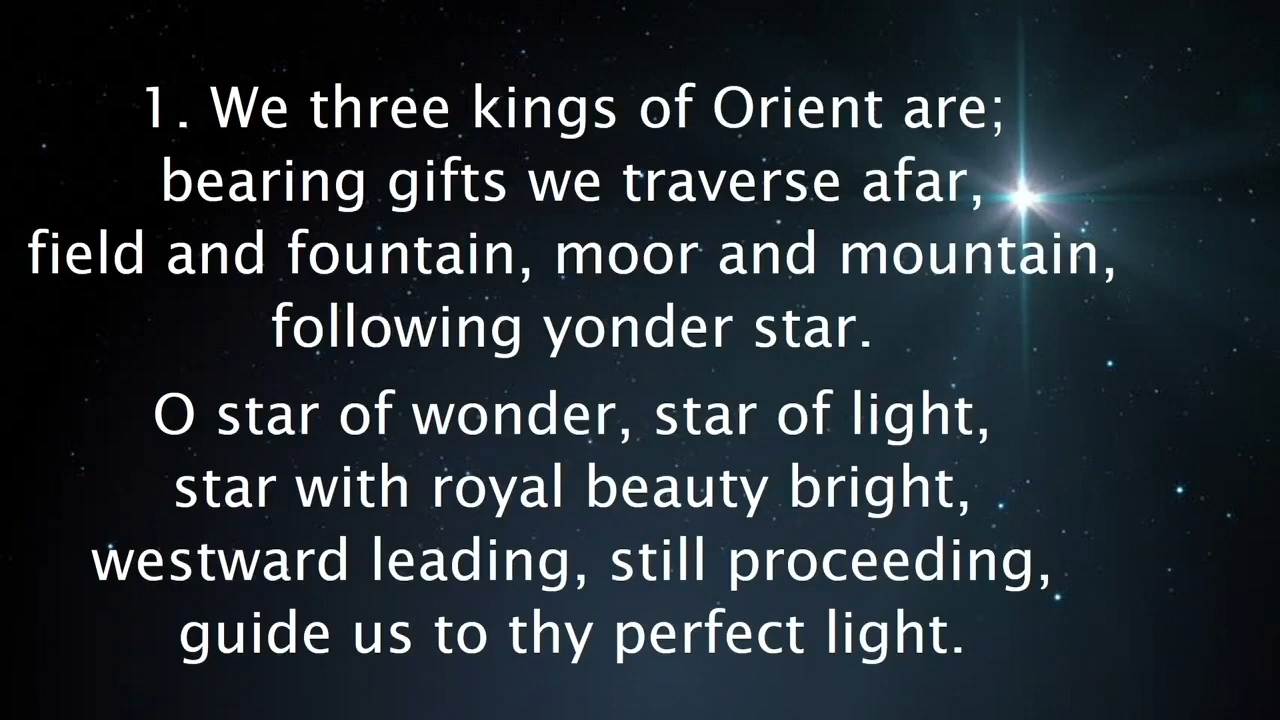 1. We three kings of Orient are;
bearing gifts we traverse afar,
field and fountain, moor and mountain,
following yonder star.
O star of wonder, star of light,
star with royal beauty bright,
westward leading, still proceeding,
guide us to thy perfect light.